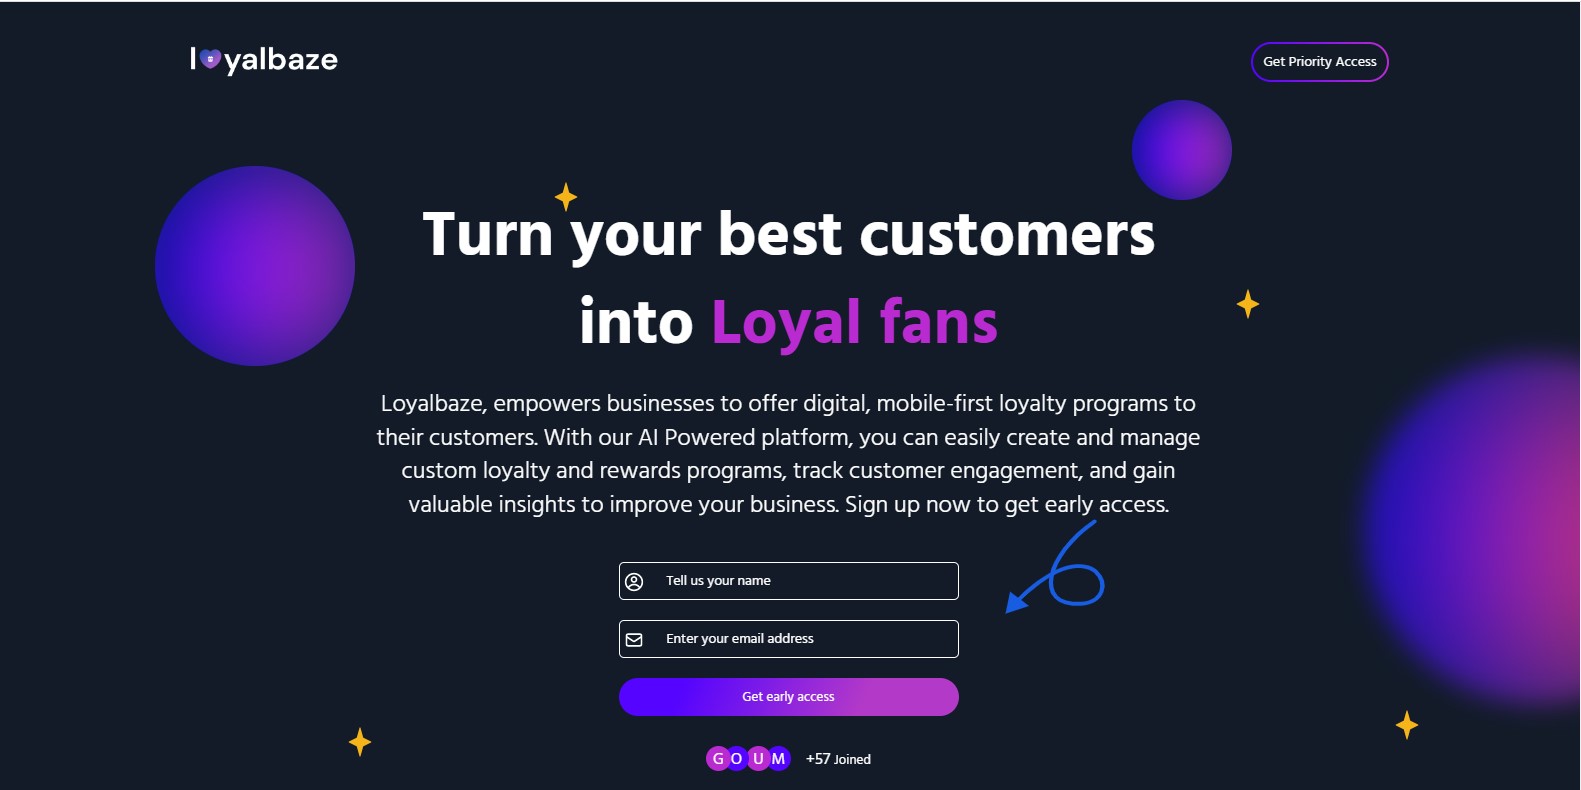 loyalbaze
Get Priority Access
Turn your best customers
into Loyal fans
Loyalbaze, empowers businesses to offer digital, mobile-first loyalty programs to
their customers. With our AI Powered platform, you can easily create and manage
custom loyalty and rewards programs, track customer engagement, and gain
valuable insights to improve your business. Sign up now to get early access.
Tell us your name
Enter your email address
Get early access
G O U M +57 Joined